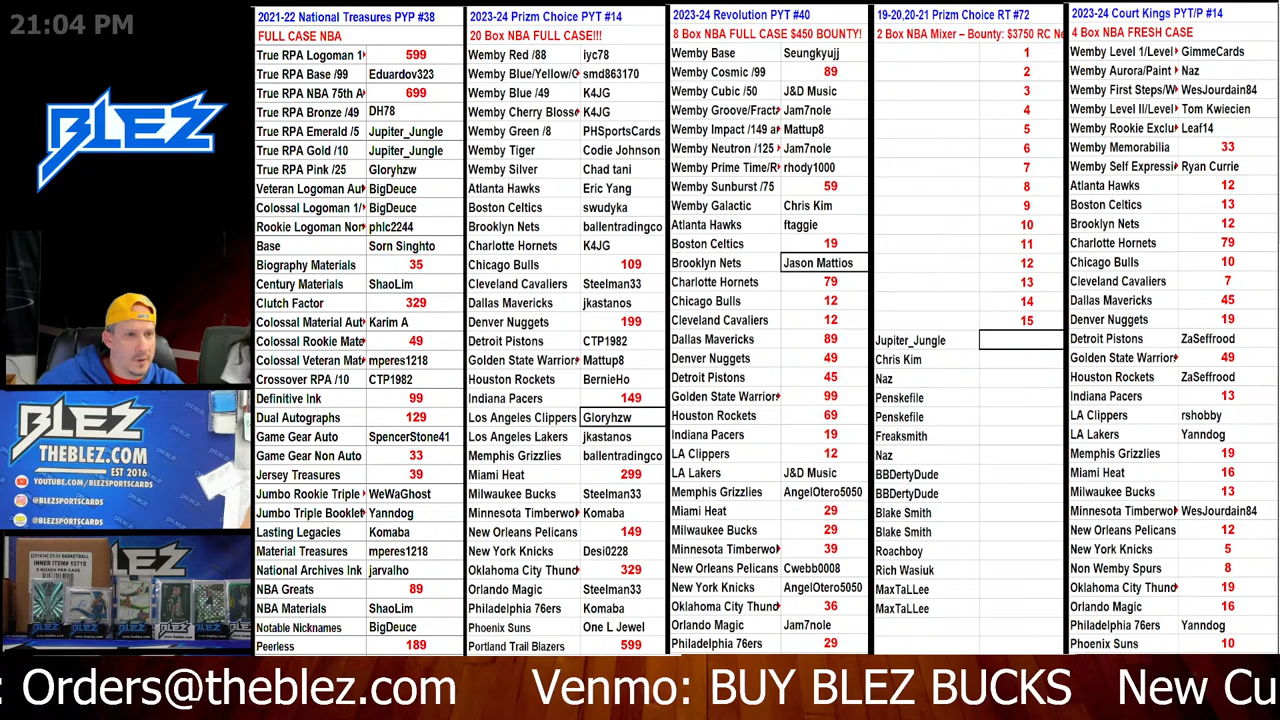 21:04 PM
BLEZ
BLEZ
THEBLEZ.COM
EST 2016
YOUTUBE.COM/BLEZSPORTSCARDS
@BLEZSPORTSCARDS
@BLEZSPORTSCARDS
[201934] 23-24 BASKETBALL
INNER ITEM# 15718
2021-22 National Treasures PYP #38
FULL CASE NBA
True RPA Logoman 1 599
True RPA Base /99 Eduardov323
True RPA NBA 75th A 699
True RPA Bronze /49 DH78
True RPA Emerald /5 Jupiter_Jungle
True RPA Gold /10 Jupiter_Jungle
True RPA Pink /25 Gloryhzw
Veteran Logoman Au BigDeuce
Colossal Logoman 1/ BigDeuce
Rookie Logoman Non phlc2244
Base Sorn Singhto
Biography Materials 35
Century Materials ShaoLim
Clutch Factor 329
Colossal Material Aut Karim A
Colossal Rookie Mate 49
Colossal Veteran Mat mperes1218
Crossover RPA /10 CTP1982
Definitive Ink 99
Dual Autographs 129
Game Gear Auto SpencerStone41
Game Gear Non Auto 33
Jersey Treasures 39
Jumbo Rookie Triple WeWaGhost
Jumbo Triple Booklet Yanndog
Lasting Legacies Komaba
Material Treasures mperes1218
National Archives Ink jarvalho
NBA Greats 89
NBA Materials ShaoLim
Notable Nicknames BigDeuce
Peerless 189
2023-24 Prizm Choice PYT #14
20 Box NBA FULL CASE!!!
Wemby Red /88 iyc78
Wemby Blue/Yellow/G smd863170
Wemby Blue /49 K4JG
Wemby Cherry Blosso K4JG
Wemby Green /8 PHSportsCards
Wemby Tiger Codie Johnson
Wemby Silver Chad tani
Atlanta Hawks Eric Yang
Boston Celtics swudyka
Brooklyn Nets ballentradingco
Charlotte Hornets K4JG
Chicago Bulls 109
Cleveland Cavaliers Steelman33
Dallas Mavericks jkastanos
Denver Nuggets 199
Detroit Pistons CTP1982
Golden State Warriors Mattup8
Houston Rockets BernieHo
Indiana Pacers 149
Los Angeles Clippers Gloryhzw
Los Angeles Lakers jkastanos
Memphis Grizzlies ballentradingco
Miami Heat 299
Milwaukee Bucks Steelman33
Minnesota Timberwo Komaba
New Orleans Pelicans 149
New York Knicks Desi0228
Oklahoma City Thund 329
Orlando Magic Steelman33
Philadelphia 76ers Komaba
Phoenix Suns One L Jewel
Portland Trail Blazers 599
2023-24 Revolution PYT #40
8 Box NBA FULL CASE $450 BOUNTY!
Wemby Base Seungkyujj
Wemby Cosmic /99 89
Wemby Cubic /50 J&D Music
Wemby Groove/Fract Jam7nole
Wemby Impact /149 a Mattup8
Wemby Neutron /125 Jam7nole
Wemby Prime Time/R rhody1000
Wemby Sunburst /75 59
Wemby Galactic Chris Kim
Atlanta Hawks ftaggie
Boston Celtics 19
Brooklyn Nets Jason Mattios
Charlotte Hornets 79
Chicago Bulls 12
Cleveland Cavaliers 12
Dallas Mavericks 89
Denver Nuggets 49
Detroit Pistons 45
Golden State Warrior 99
Houston Rockets 69
Indiana Pacers 19
LA Clippers 12
LA Lakers J&D Music
Memphis Grizzlies AngelOtero5050
Miami Heat 29
Milwaukee Bucks 29
Minnesota Timberwo 39
New Orleans Pelicans Cwebb0008
New York Knicks AngelOtero5050
Oklahoma City Thund 36
Orlando Magic Jam7nole
Philadelphia 76ers 29
19-20,20-21 Prizm Choice RT #72
2 Box NBA Mixer – Bounty: $3750 RC Ne
1
2
3
4
5
6
7
8
9
10
11
12
13
14
15
Jupiter_Jungle
Chris Kim
Naz
Penskefile
Penskefile
Freaksmith
Naz
BBDertyDude
BBDertyDude
Blake Smith
Blake Smith
Roachboy
Rich Wasiuk
MaxTaLLee
MaxTaLLee
2023-24 Court Kings PYT/P #14
4 Box NBA FRESH CASE
Wemby Level 1/Level GimmeCards
Wemby Aurora/Paint Naz
Wemby First Steps/W WesJourdain84
Wemby Level II/Level Tom Kwiecien
Wemby Rookie Exclu Leaf14
Wemby Memorabilia 33
Wemby Self Expressi Ryan Currie
Atlanta Hawks 12
Boston Celtics 13
Brooklyn Nets 12
Charlotte Hornets 79
Chicago Bulls 10
Cleveland Cavaliers 7
Dallas Mavericks 45
Denver Nuggets 19
Detroit Pistons ZaSeffrood
Golden State Warrior 49
Houston Rockets ZaSeffrood
Indiana Pacers 13
LA Clippers rshobby
LA Lakers Yanndog
Memphis Grizzlies 19
Miami Heat 16
Milwaukee Bucks 13
Minnesota Timberwo WesJourdain84
New Orleans Pelicans 12
New York Knicks 5
Non Wemby Spurs 8
Oklahoma City Thund 19
Orlando Magic 16
Philadelphia 76ers Yanndog
Phoenix Suns 10
: Orders@theblez.com Venmo: BUY BLEZ BUCKS New Cu